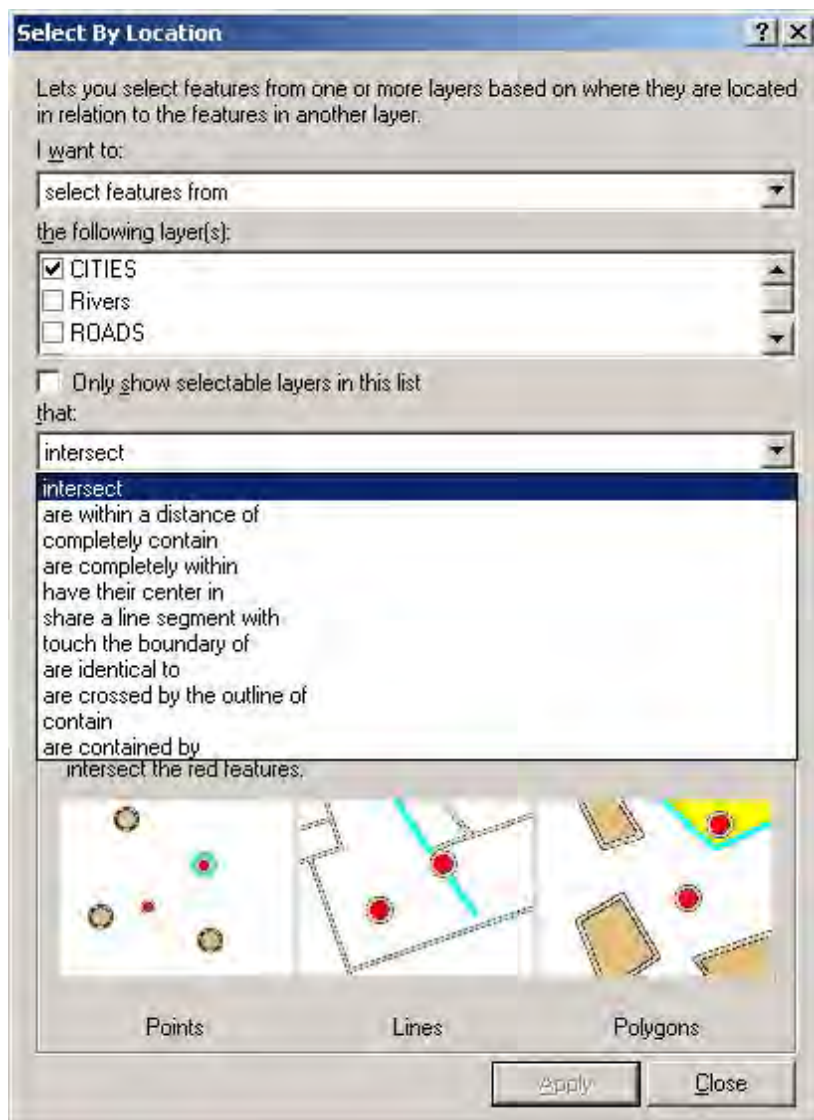 Select By Location
Lets you select features from one or more layers based on where they are located
in relation to the features in another layer.
I want to:
select features from
the following layer(s):
CITIES
Rivers
ROADS
Only show selectable layers in this list
that:
intersect
intersect
are within a distance of
completely contain
are completely within
have their center in
share a line segment with
touch the boundary of
are identical to
are crossed by the outline of
contain
are contained by
intersect the red features.
Points Lines Polygons
Apply Close